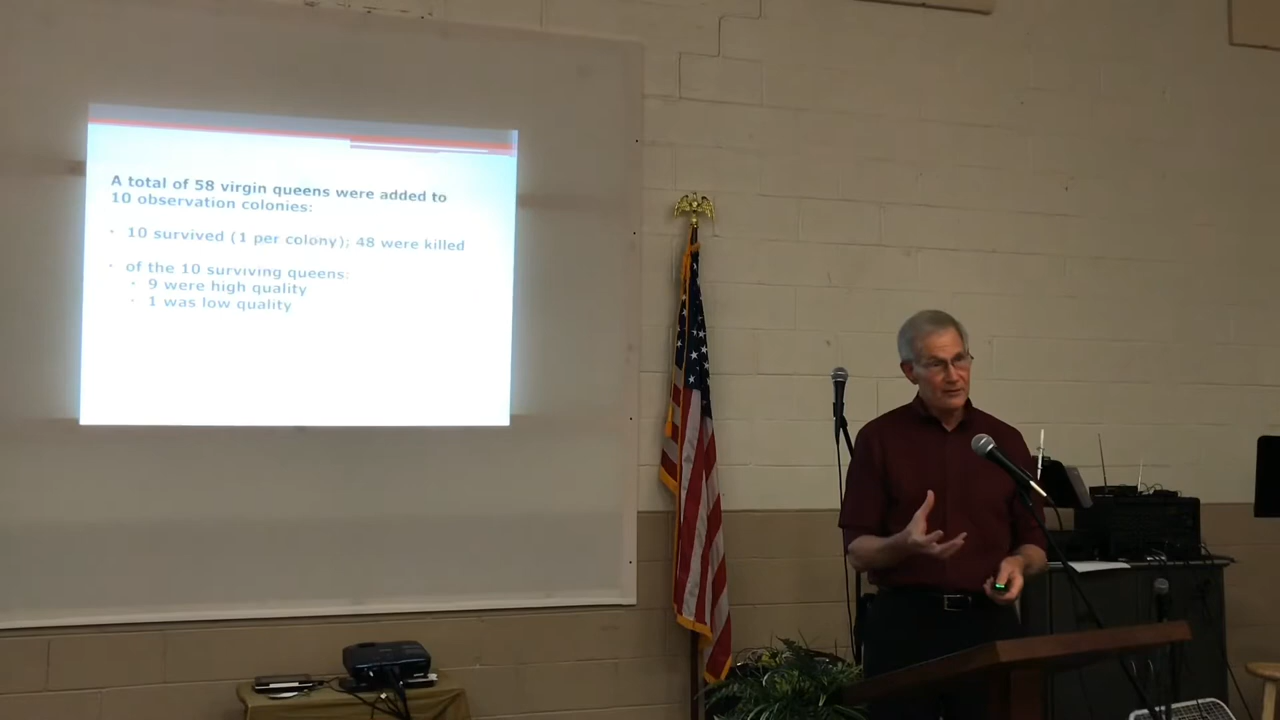 A total of 58 virgin queens were added to
10 observation colonies:
· 10 survived (1 per colony); 48 were killed
· of the 10 surviving queens:
· 9 were high quality
· 1 was low quality